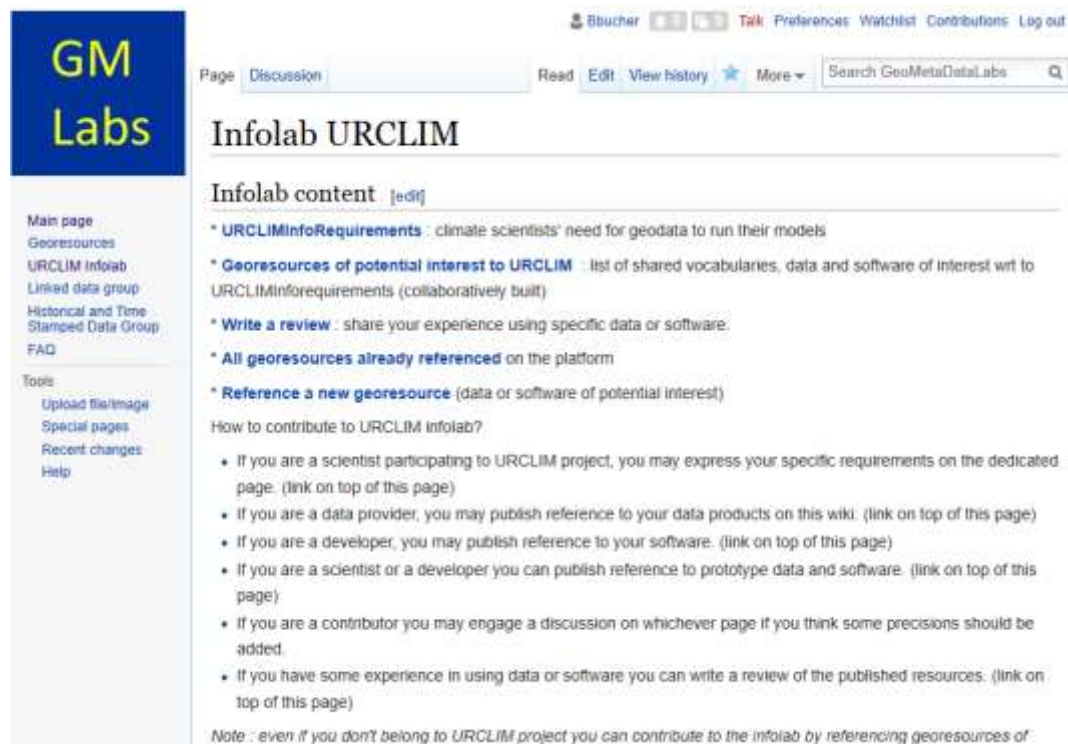 Bbucher Talk Preferences Watchlist Contributions Log out
GM
Labs
Page Discussion Read Edit View history More Search GeoMetaDataLabs
Infolab URCLIM
Infolab content [edit]
Main page
Georesources
URCLIM Infolab
Linked data group
Historical and Time
Stamped Data Group
FAQ
Tools
Upload file/image
Special pages
Recent changes
Help
* URCLIMInfoRequirements : climate scientists' need for geodata to run their models
* Georesources of potential interest to URCLIM : list of shared vocabularies, data and software of interest wrt to
URCLIMInforequirements (collaboratively built)
* Write a review : share your experience using specific data or software.
* All georesources already referenced on the platform
* Reference a new georesource (data or software of potential interest)
How to contribute to URCLIM infolab?
• If you are a scientist participating to URCLIM project, you may express your specific requirements on the dedicated
page. (link on top of this page)
• If you are a data provider, you may publish reference to your data products on this wiki. (link on top of this page)
• If you are a developer, you may publish reference to your software. (link on top of this page)
• If you are a scientist or a developer you can publish reference to prototype data and software. (link on top of this
page)
• If you are a contributor you may engage a discussion on whichever page if you think some precisions should be
added.
• If you have some experience in using data or software you can write a review of the published resources. (link on
top of this page)
Note : even if you don't belong to URCLIM project you can contribute to the infolab by referencing georesources of